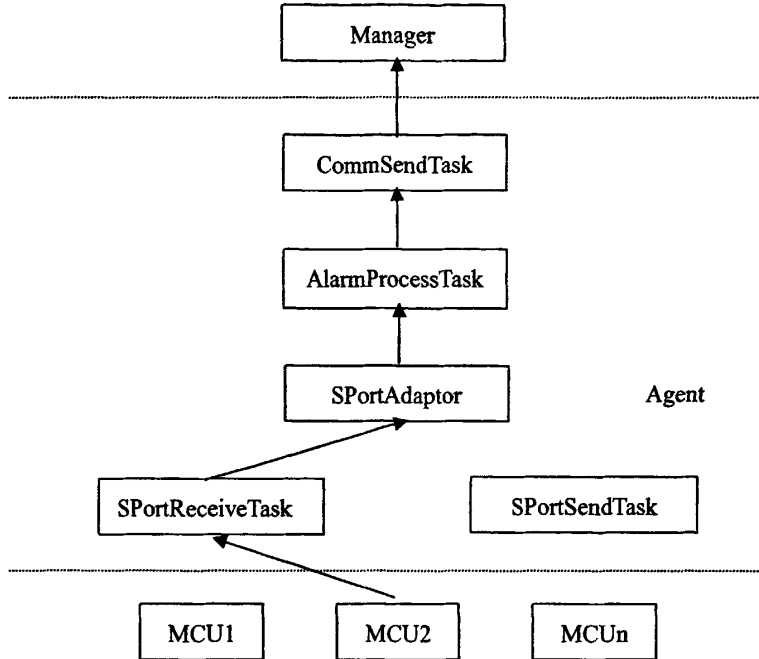 Manager
CommSendTask
AlarmProcessTask
SPortAdaptor
Agent
SPortReceiveTask
SPortSendTask
MCU1
MCU2
MCUn